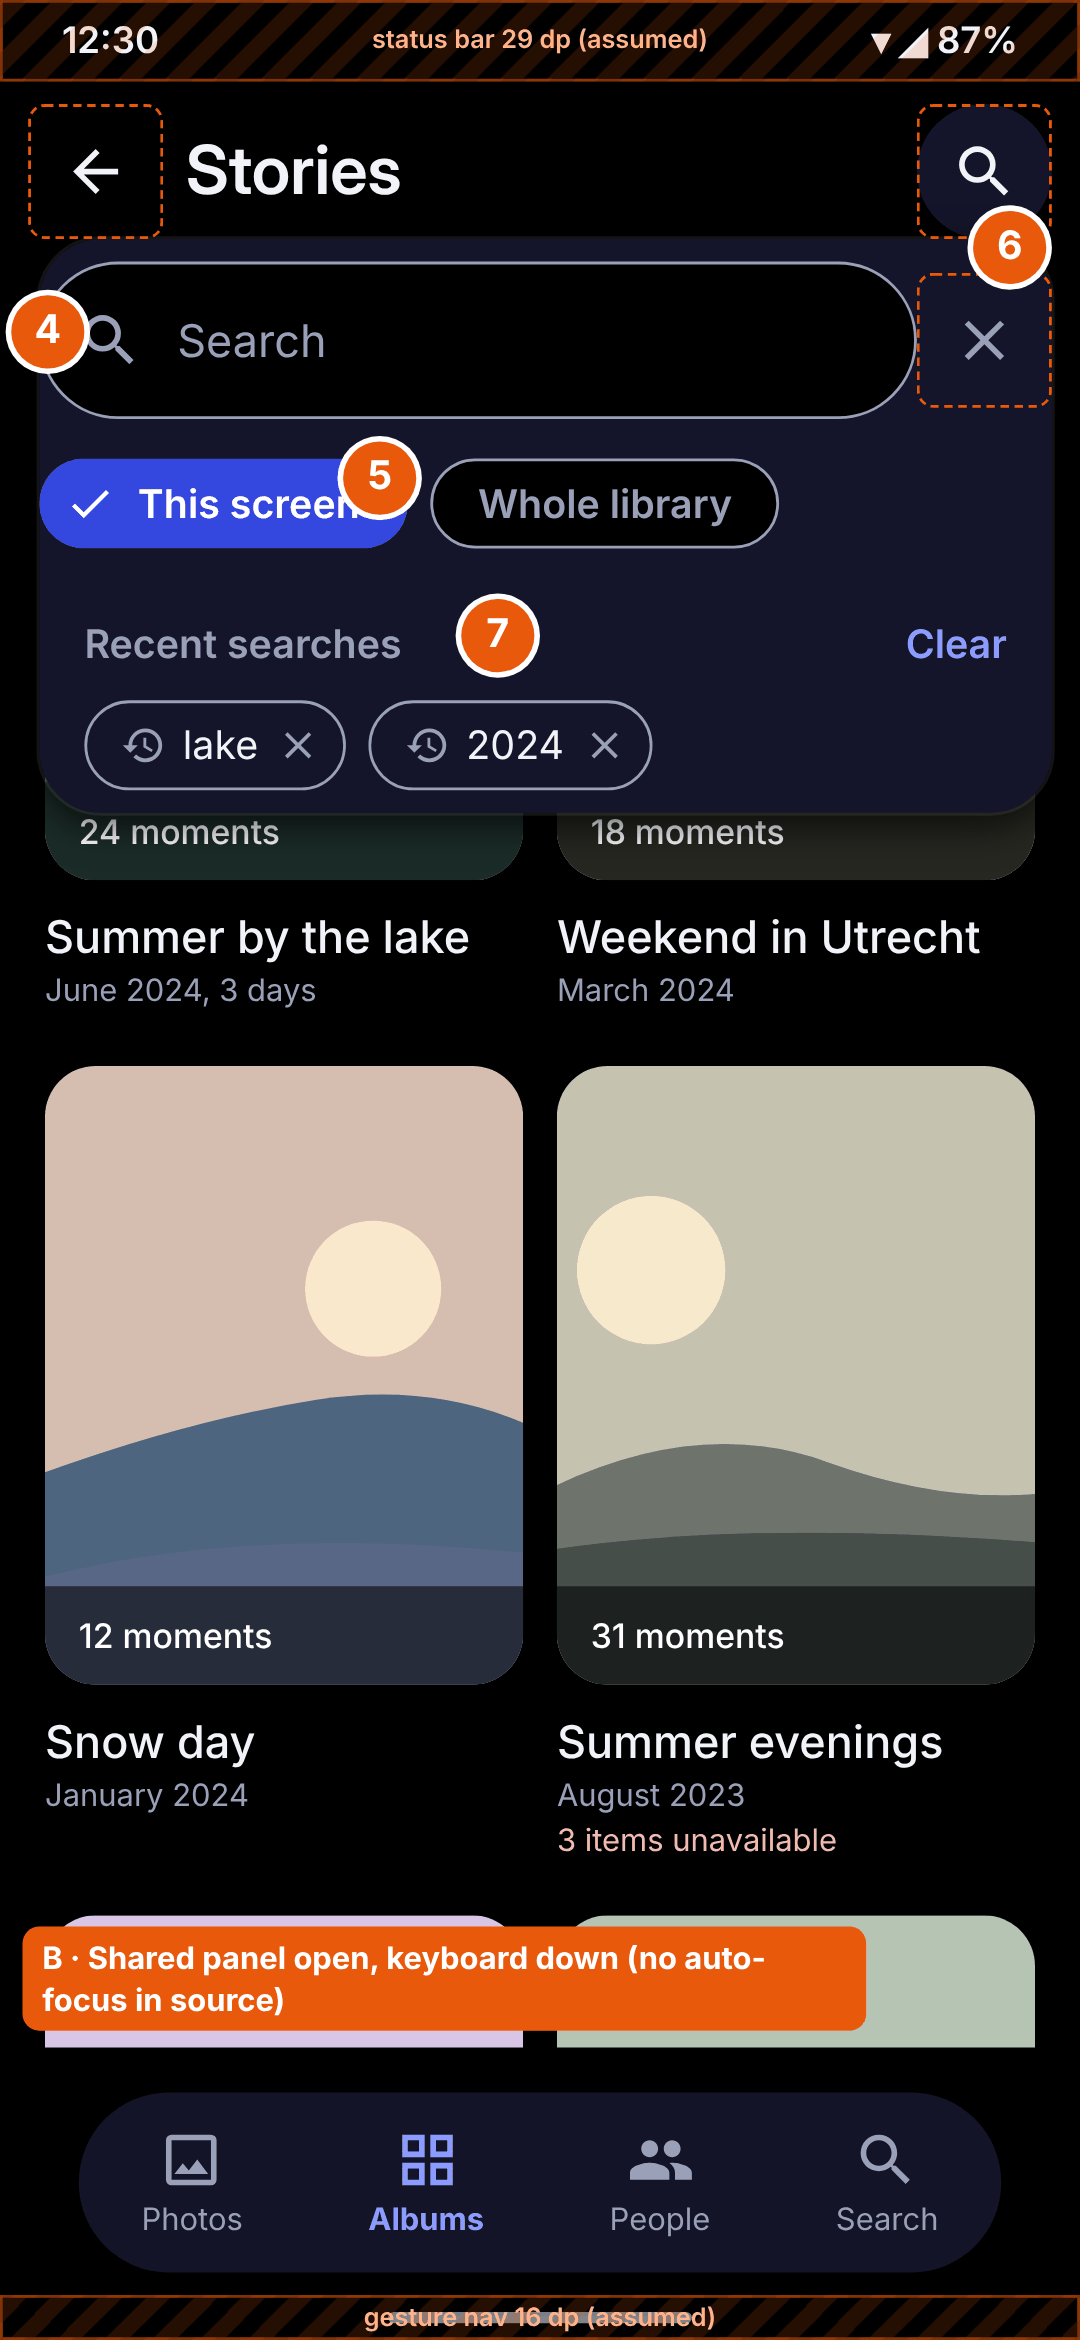 12:30
status bar 29 dp (assumed)
87%
Stories
6
4
Search
This screen
5
Whole library
Recent searches
7
Clear
lake
2024
24 moments
18 moments
Summer by the lake
Weekend in Utrecht
June 2024, 3 days
March 2024
12 moments
31 moments
Snow day
Summer evenings
January 2024
August 2023
3 items unavailable
B · Shared panel open, keyboard down (no auto-
focus in source)
Photos
Albums
People
Search
gesture nav 16 dp (assumed)